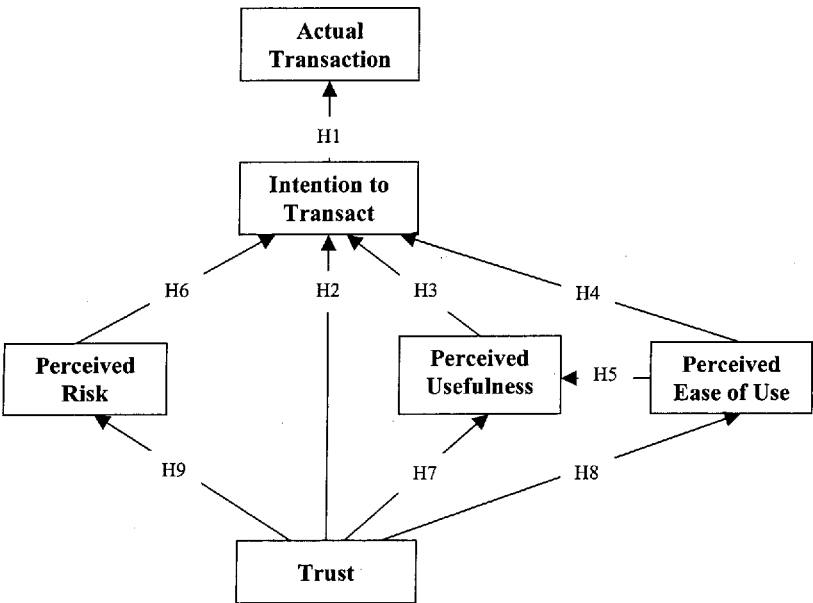 Actual
Transaction
H1
Intention to
Transact
H6
H2
H3
H4
Perceived
Risk
Perceived
Usefulness
H5
Perceived
Ease of Use
H9
H7
H8
Trust